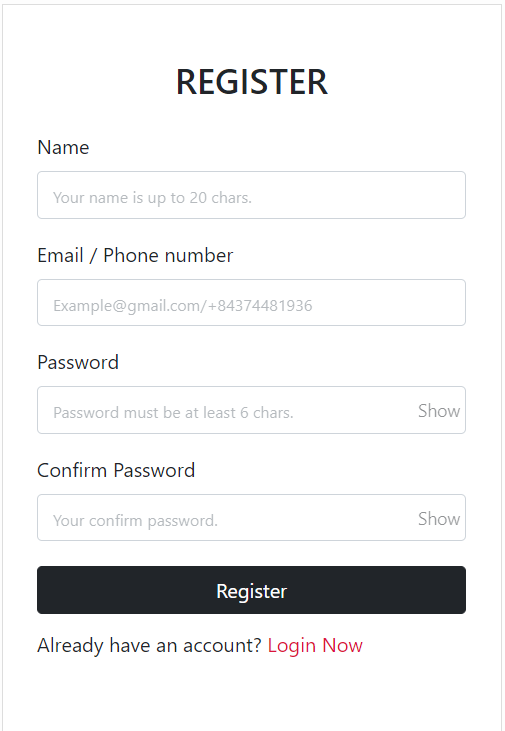 REGISTER
Name
Your name is up to 20 chars.
Email / Phone number
Example@gmail.com/+84374481936
Password
Password must be at least 6 chars.
Show
Confirm Password
Your confirm password.
Show
Register
Already have an account? Login Now